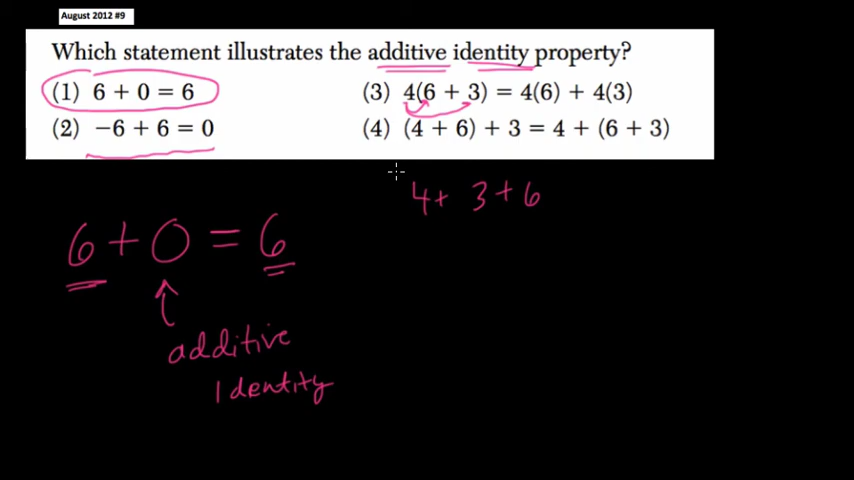 August 2012 #9
Which statement illustrates the additive identity property?
(1) 6 + 0 = 6
(2) −6 + 6 = 0
(3) 4(6 + 3) = 4(6) + 4(3)
(4) (4 + 6) + 3 = 4 + (6 + 3)
4+ 3+6
6+0=6
additive
Identity